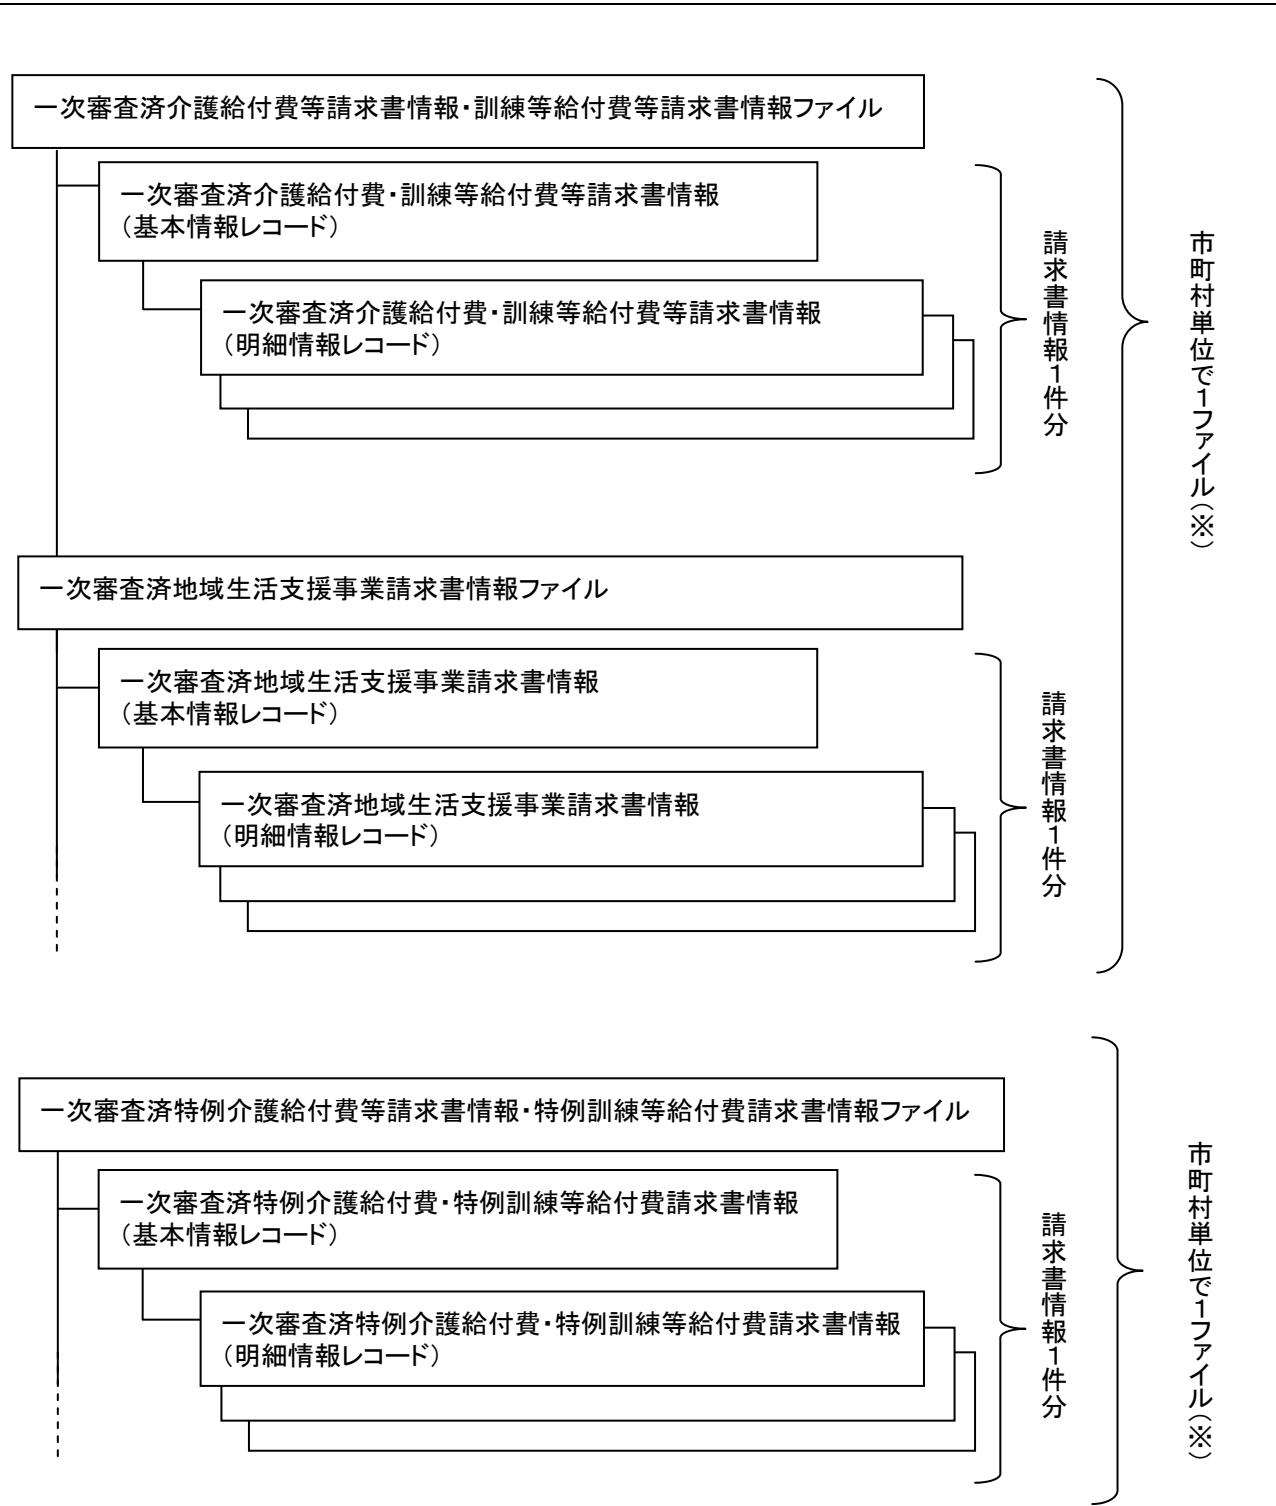 一次審査済介護給付費等請求書情報・訓練等給付費等請求書情報ファイル
一次審査済介護給付費・訓練等給付費等請求書情報
（基本情報レコード）
一次審査済介護給付費・訓練等給付費等請求書情報
（明細情報レコード）
請求書情報１件分
市町村単位で１ファイル（※）
一次審査済地域生活支援事業請求書情報ファイル
一次審査済地域生活支援事業請求書情報
（基本情報レコード）
一次審査済地域生活支援事業請求書情報
（明細情報レコード）
請求書情報１件分
一次審査済特例介護給付費等請求書情報・特例訓練等給付費請求書情報ファイル
一次審査済特例介護給付費・特例訓練等給付費請求書情報
（基本情報レコード）
一次審査済特例介護給付費・特例訓練等給付費請求書情報
（明細情報レコード）
請求書情報１件分
市町村単位で１ファイル（※）